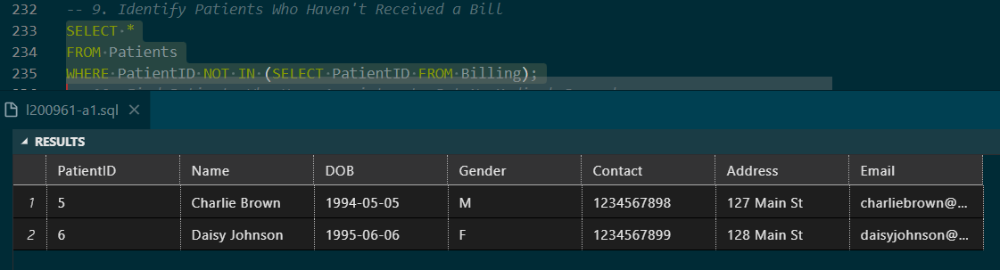 232 -- 9. Identify Patients Who Haven't Received a Bill
233 SELECT *
234 FROM Patients
235 WHERE PatientID NOT IN (SELECT PatientID FROM Billing);
l200961-a1.sql
RESULTS
PatientID Name DOB Gender Contact Address Email
1 5 Charlie Brown 1994-05-05 M 1234567898 127 Main St charliebrown@...
2 6 Daisy Johnson 1995-06-06 F 1234567899 128 Main St daisyjohnson@...